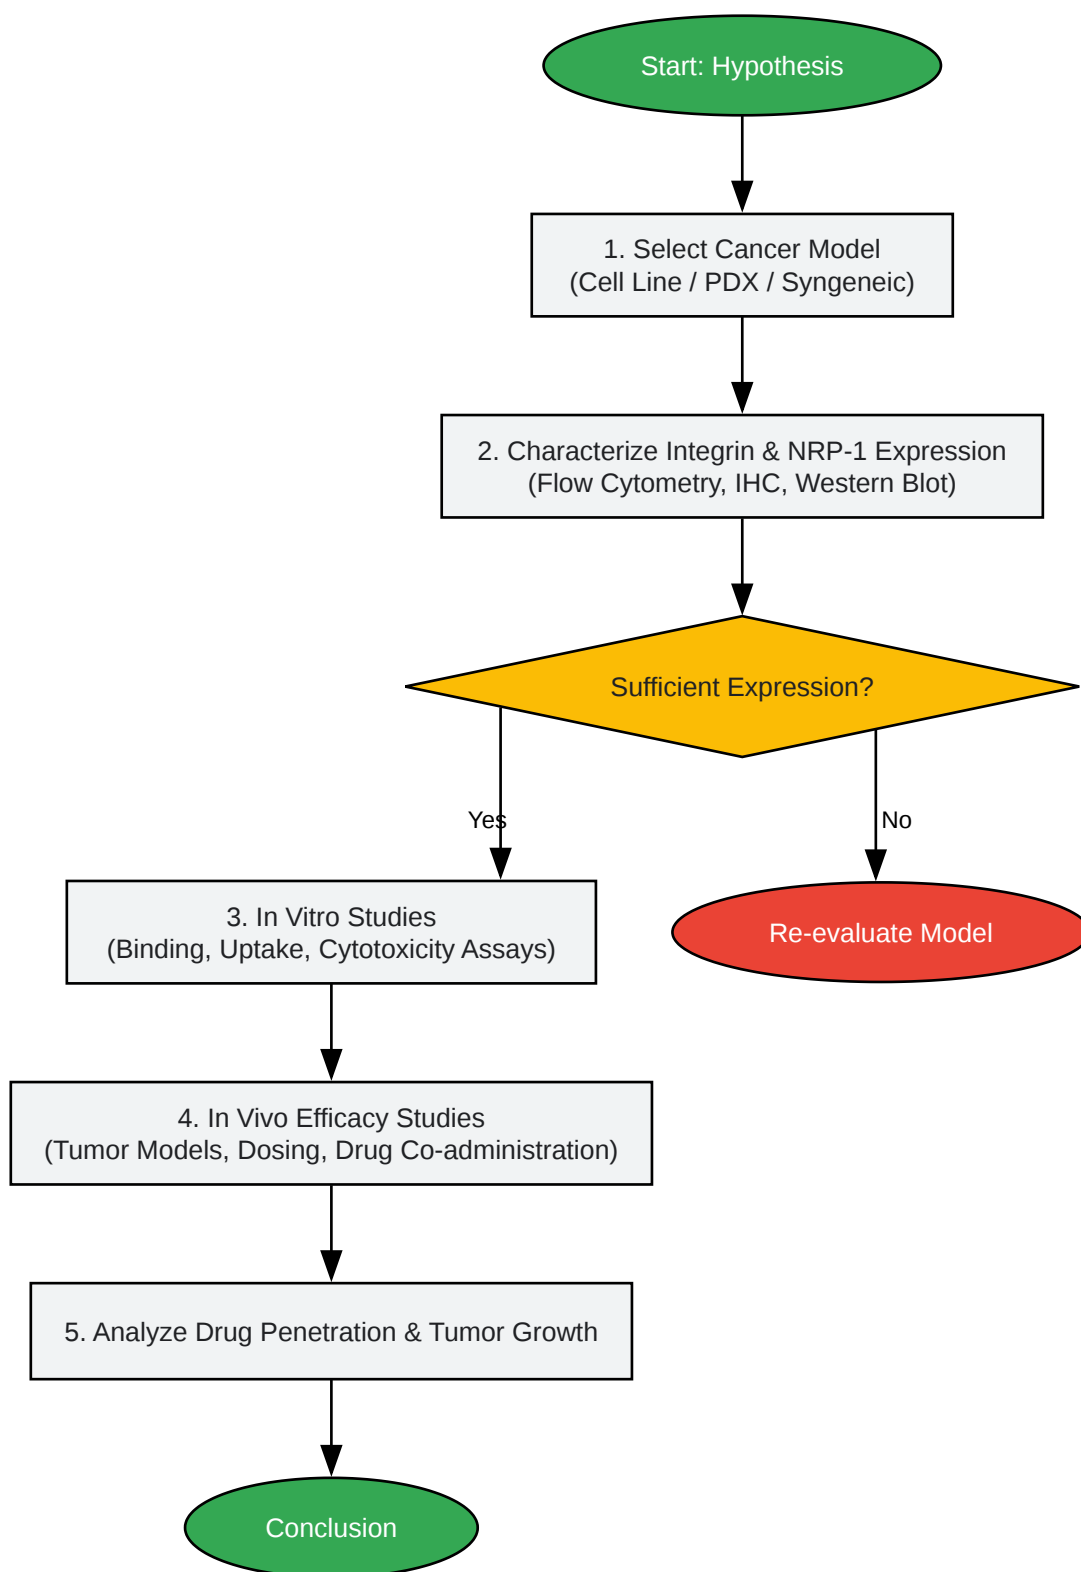 Start: Hypothesis
1. Select Cancer Model
(Cell Line / PDX / Syngeneic)
2. Characterize Integrin & NRP-1 Expression
(Flow Cytometry, IHC, Western Blot)
Sufficient Expression?
Yes
No
3. In Vitro Studies
(Binding, Uptake, Cytotoxicity Assays)
Re-evaluate Model
4. In Vivo Efficacy Studies
(Tumor Models, Dosing, Drug Co-administration)
5. Analyze Drug Penetration & Tumor Growth
Conclusion